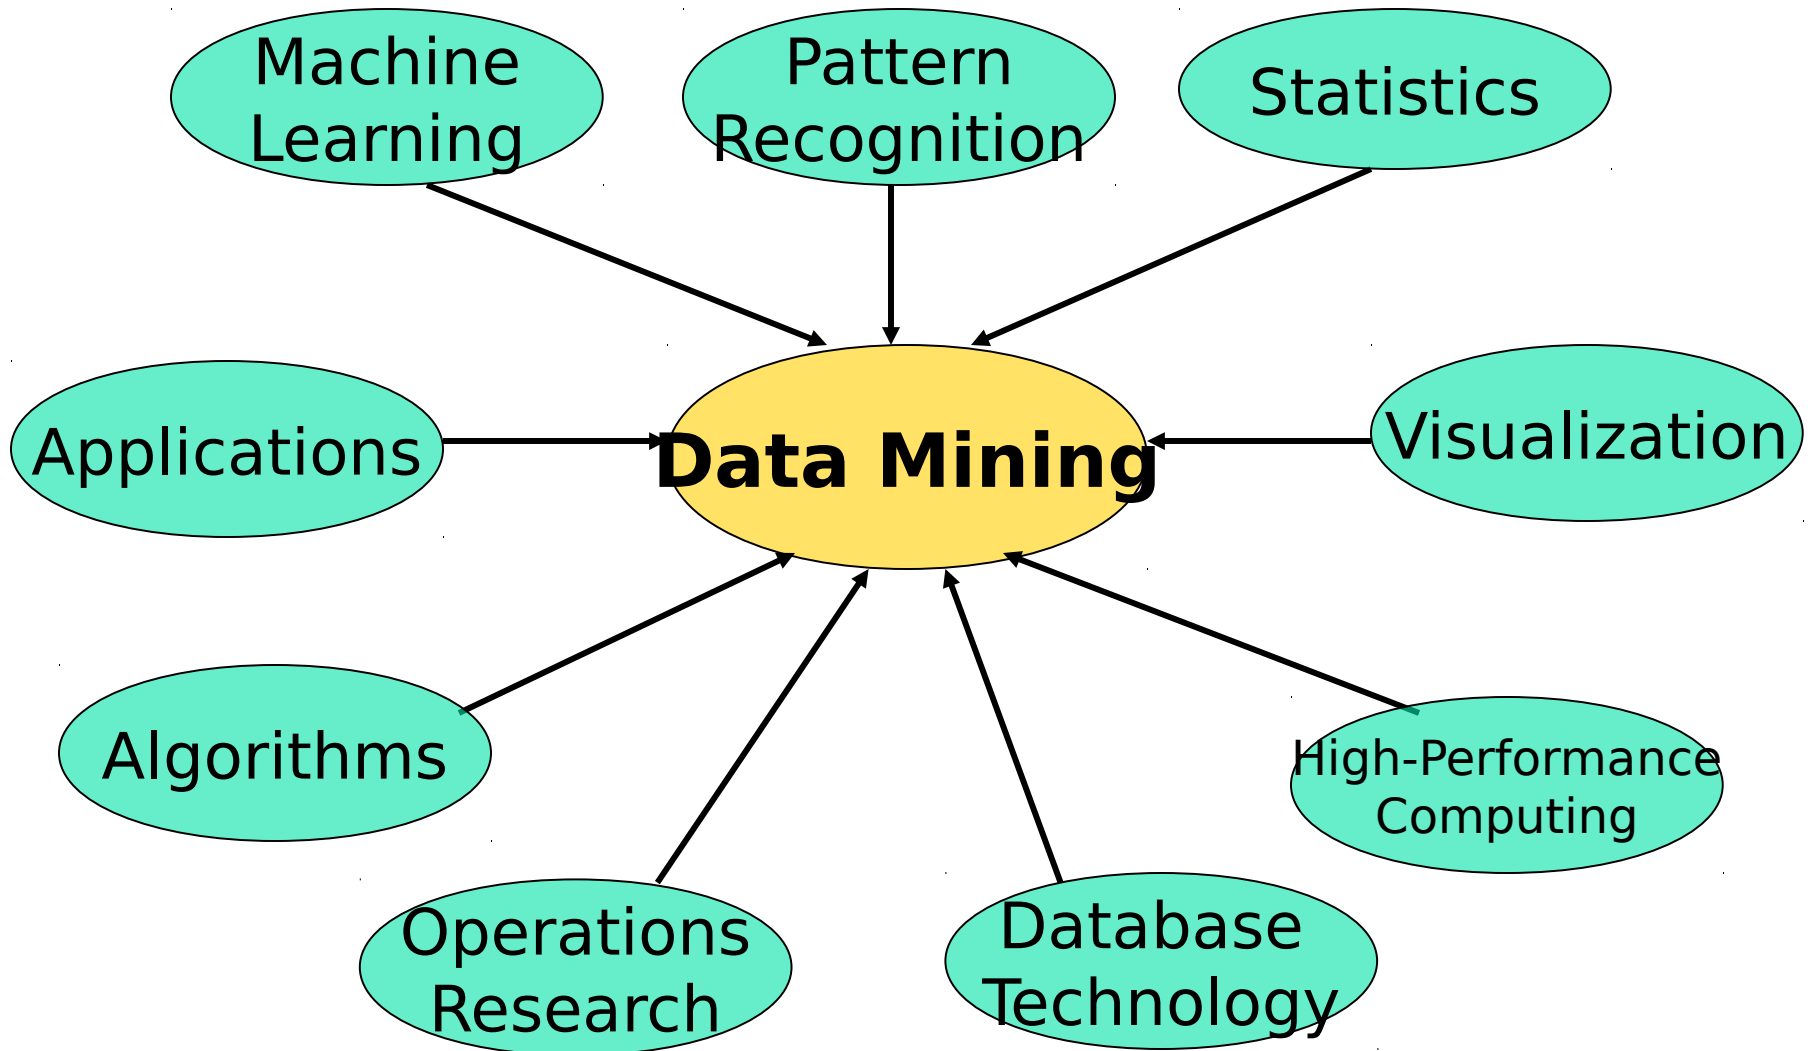 Machine
Learning
Pattern
Recognition
Statistics
Applications
Data Mining
Visualization
Algorithms
High-Performance
Computing
Operations
Research
Database
Technology